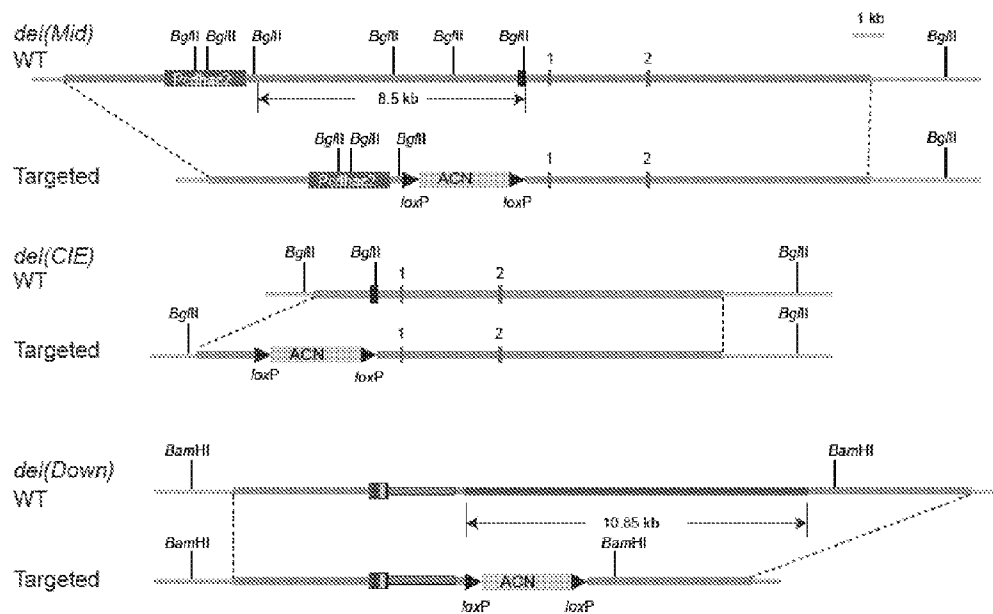 del(Mid)
WT
BglII BglII BglII BglII BglII BglII 1 2 1 kb BglII
8.5 kb
BglII BglII BglII 1 2 BglII
Targeted
ACN
loxP loxP
del(CIE)
WT
BglII BglII 1 2 BglII
BglII 1 2 BglII
Targeted
ACN
loxP loxP
del(Down)
WT
BamHI BamHI
10.85 kb
BamHI BamHI
Targeted
ACN
loxP loxP